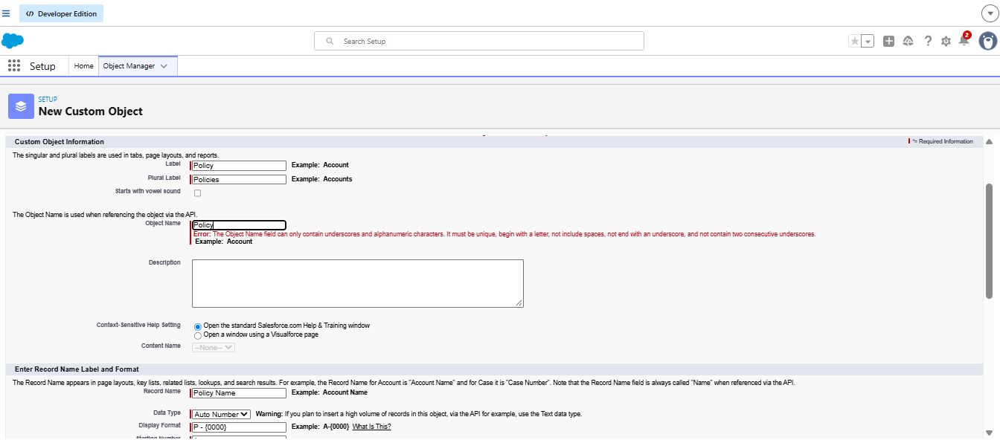 Developer Edition
Search Setup
2
Setup Home Object Manager
SETUP
New Custom Object
Custom Object Information
= Required Information
The singular and plural labels are used in tabs, page layouts, and reports.
Label Policy Example: Account
Plural Label Policies Example: Accounts
Starts with vowel sound
The Object Name is used when referencing the object via the API.
Object Name Policy
Error: The Object Name field can only contain underscores and alphanumeric characters. It must be unique, begin with a letter, not include spaces, not end with an underscore, and not contain two consecutive underscores.
Example: Account
Description
Context-Sensitive Help Setting Open the standard Salesforce.com Help & Training window
Open a window using a Visualforce page
Content Name --None--
Enter Record Name Label and Format
The Record Name appears in page layouts, key lists, related lists, lookups, and search results. For example, the Record Name for Account is "Account Name" and for Case it is "Case Number". Note that the Record Name field is always called "Name" when referenced via the API.
Record Name Policy Name Example: Account Name
Data Type Auto Number Warning: If you plan to insert a high volume of records in this object, via the API for example, use the Text data type.
Display Format P - {0000} Example: A-{0000} What Is This?
Starting Number